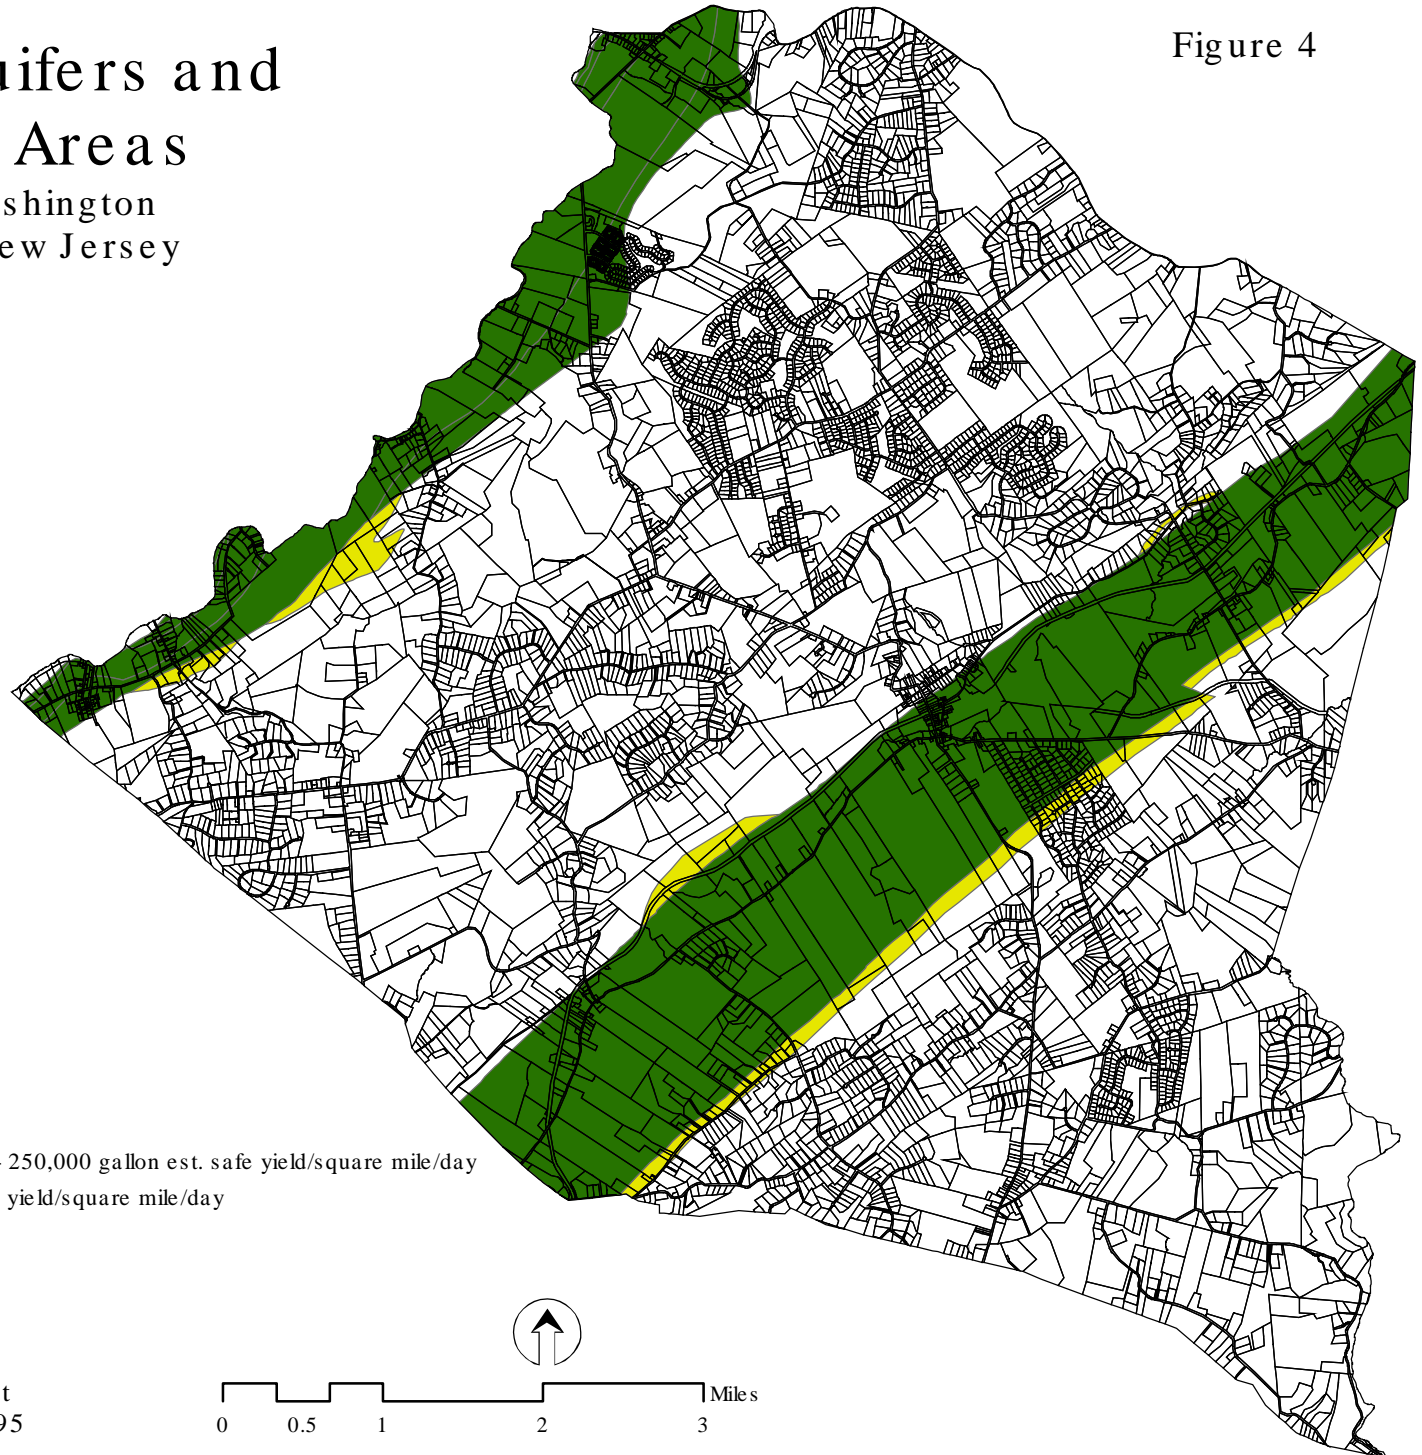 uifers and
Areas
shington
ew Jersey
Figure 4
250,000 gallon est. safe yield/square mile/day
yield/square mile/day
t
95
Miles
0 0.5 1 2 3